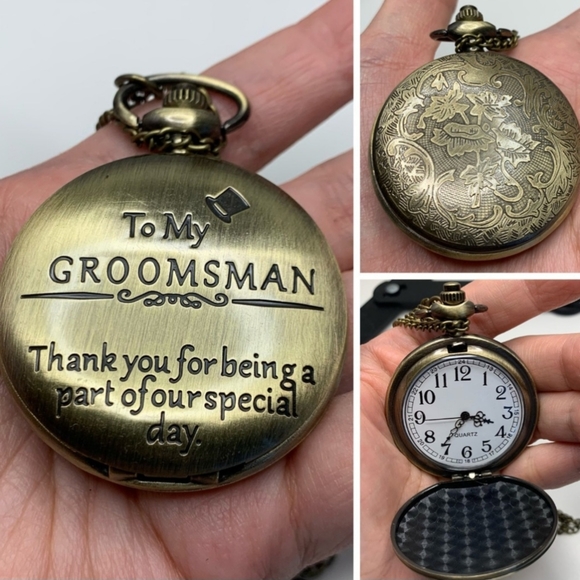 To My
GROOMSMAN
Thank you for being a
part of our special
day.
12
1
2
3
4
5
6
7
8
9
10
11
QUARTZ